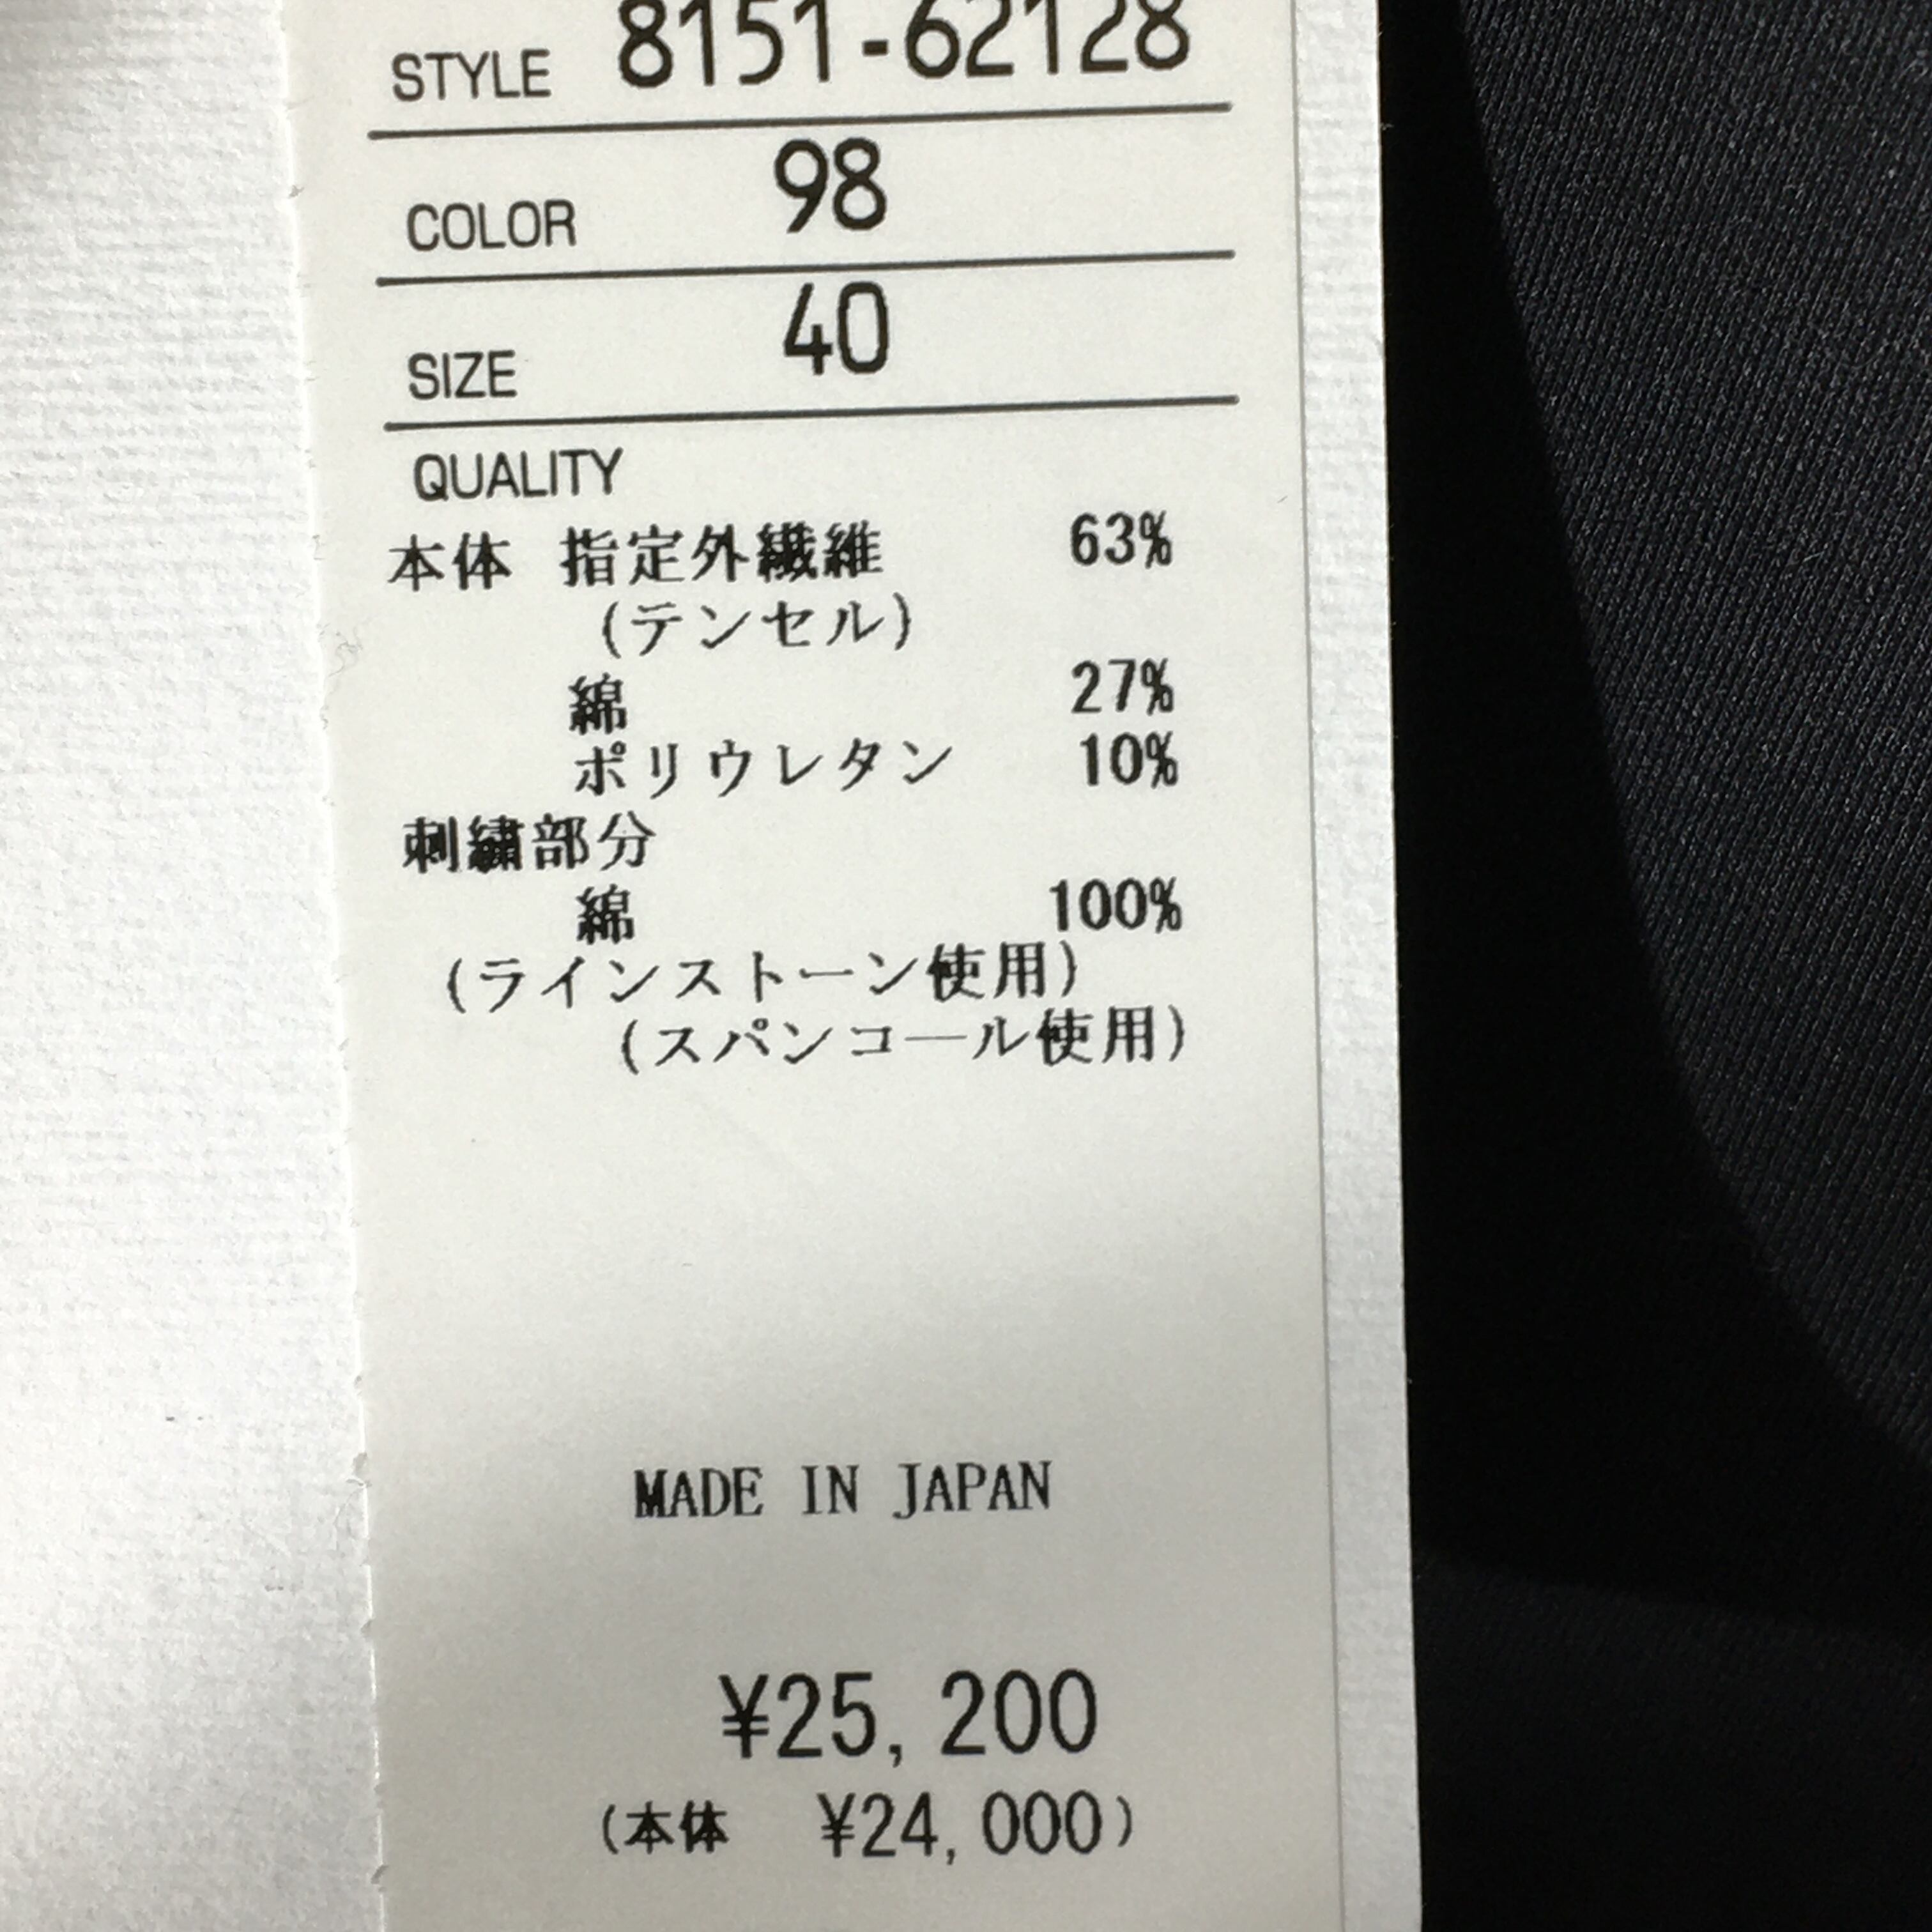 STYLE 8151-62128
COLOR 98
SIZE 40
QUALITY
本体 指定外繊維 63%
(テンセル)
綿 27%
ポリウレタン 10%
刺繍部分
綿 100%
(ラインストーン使用)
(スパンコール使用)
MADE IN JAPAN
¥25,200
(本体 ¥24,000)